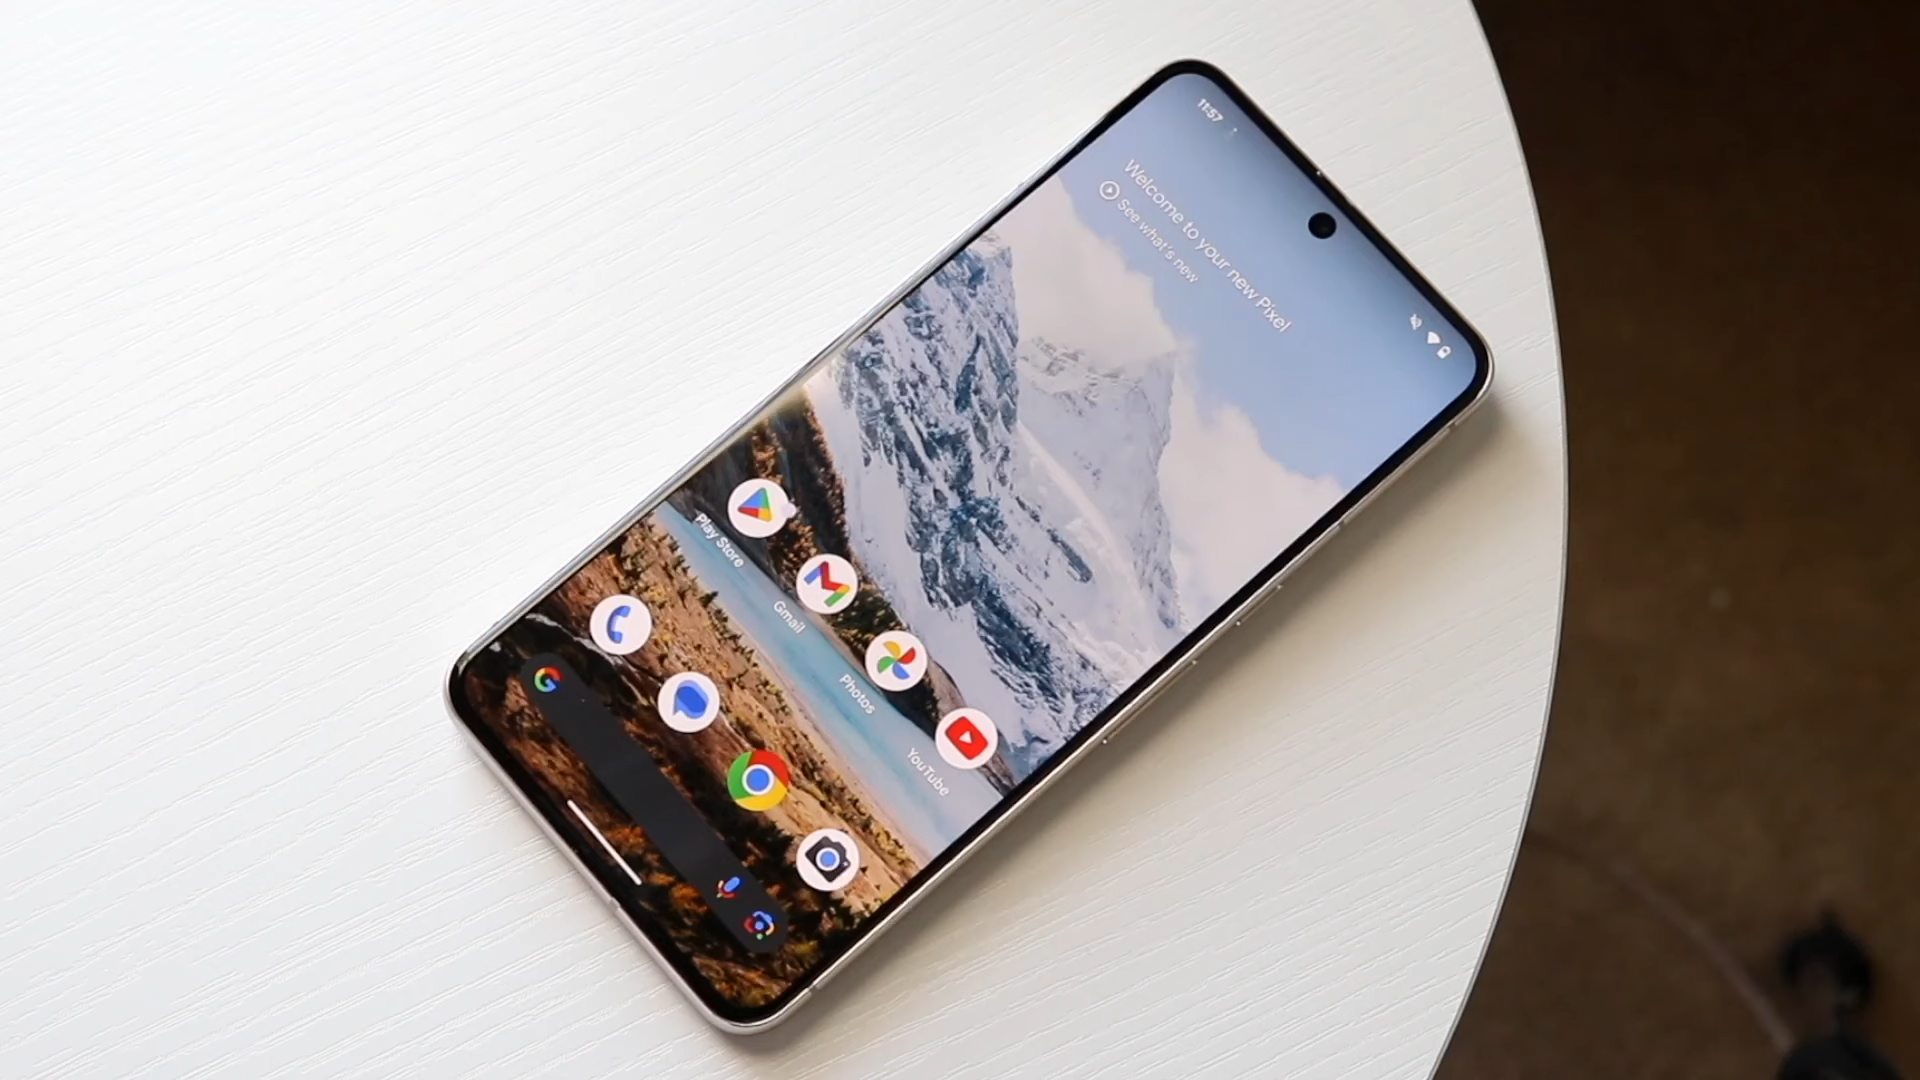 11:57
Welcome to your new Pixel
See what's new
Play Store
Gmail
Photos
YouTube